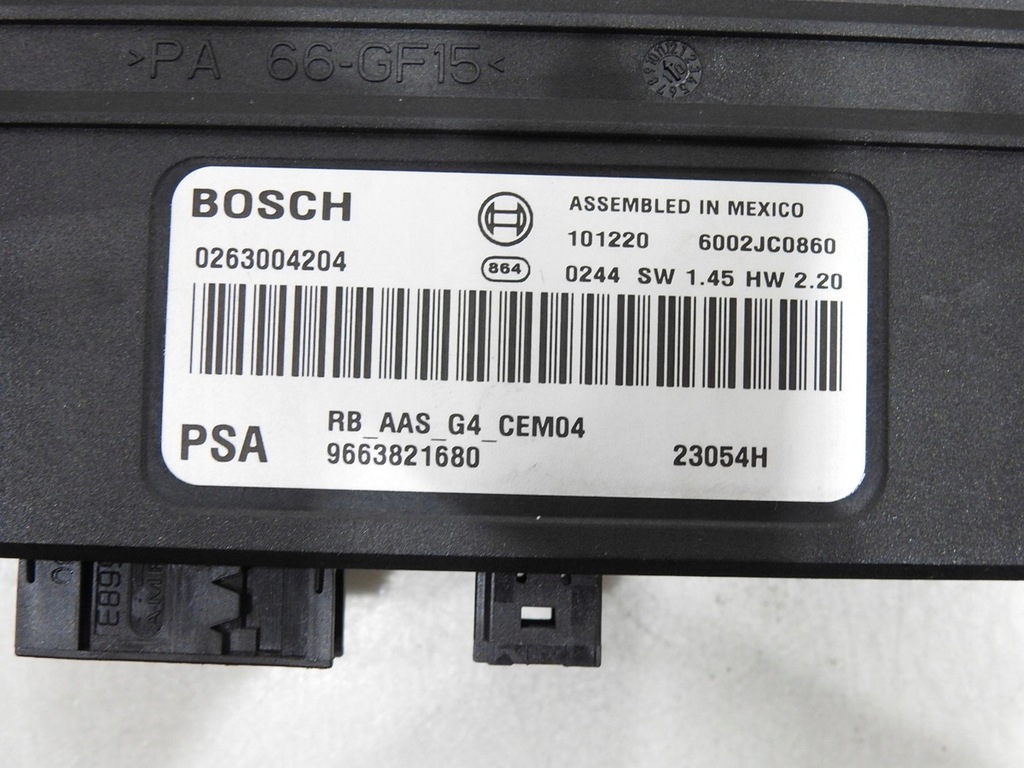 >PA 66-GF15<
BOSCH
ASSEMBLED IN MEXICO
101220 6002JC0860
0263004204
864
0244 SW 1.45 HW 2.20
PSA
RB_AAS_G4_CEM04
9663821680 23054H